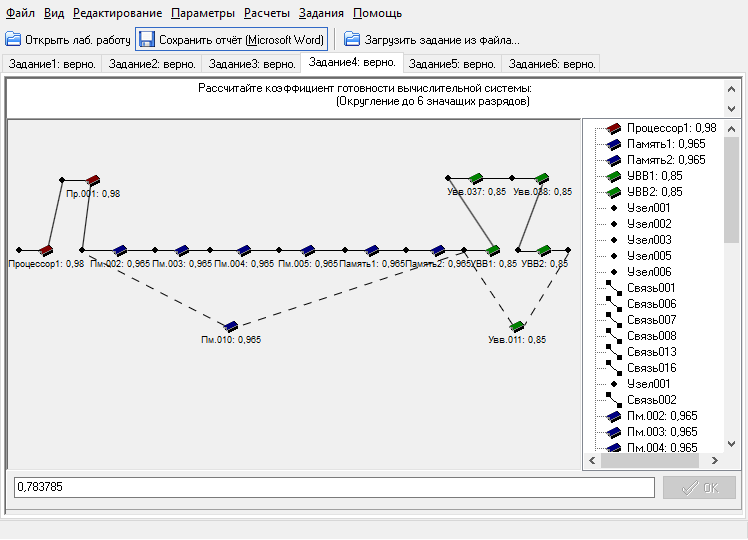 Файл Вид Редактирование Параметры Расчеты Задания Помощь
Открыть лаб. работу Сохранить отчёт (Microsoft Word) Загрузить задание из файла...
Задание1: верно. Задание2: верно. Задание3: верно. Задание4: верно. Задание5: верно. Задание6: верно.
Рассчитайте коэффициент готовности вычислительной системы:
(Округление до 6 значащих разрядов)
Пр.001: 0,98
Увв.037: 0,85 Увв.038: 0,85
Процессор1: 0,98 Пм.002: 0,965 Пм.003: 0,965 Пм.004: 0,965 Пм.005: 0,965 Память1: 0,965 Память2: 0,965 УВВ1: 0,85 УВВ2: 0,85
Пм.010: 0,965 Увв.011: 0,85
Процессор1: 0,98
Память1: 0,965
Память2: 0,965
УВВ1: 0,85
УВВ2: 0,85
Узел001
Узел002
Узел003
Узел005
Узел006
Связь001
Связь006
Связь007
Связь008
Связь013
Связь016
Узел001
Связь002
Пм.002: 0,965
Пм.003: 0,965
Пм.004: 0,965
0,783785 OK